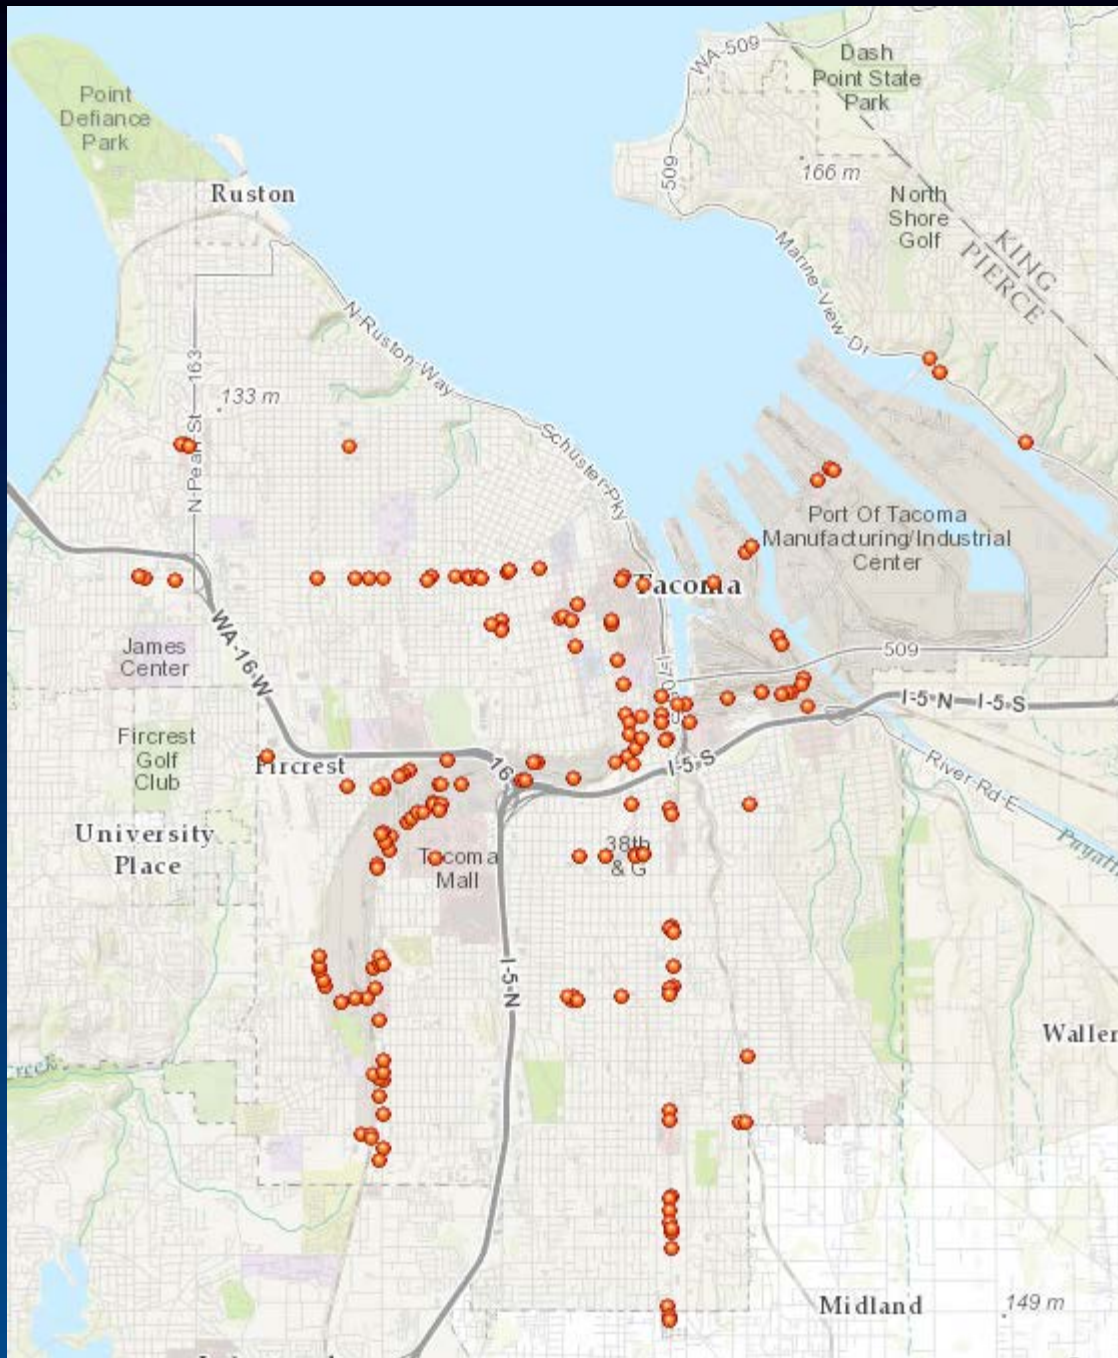 WA-509
Dash
Point State
Park
Point
Defiance
Park
509
166 m
Ruston
North
Shore
Golf
KING
PIERCE
Marine-View-Dr
N-Ruston-Way
163
133 m
N-Pearl St
Schuster-Pky
Port Of Tacoma
Manufacturing/Industrial
Center
Tacoma
James
Center
WA-16-W
509
I-705
I-5-N
I-5-S
Fircrest
Golf
Club
Fircrest
16
I-5-S
River-Rd-E
University
Place
38th
& G
Tacoma
Mall
I-5-N
Waller
Creek
Midland
149 m